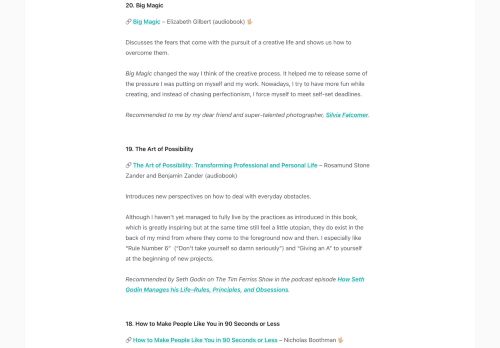 20. Big Magic
Big Magic – Elizabeth Gilbert (audiobook)
Discusses the fears that come with the pursuit of a creative life and shows us how to
overcome them.
Big Magic changed the way I think of the creative process. It helped me to release some of
the pressure I was putting on myself and my work. Nowadays, I try to have more fun while
creating, and instead of chasing perfectionism, I force myself to meet self-set deadlines.
Recommended to me by my dear friend and super-talented photographer, Silvia Falcomer.
19. The Art of Possibility
The Art of Possibility: Transforming Professional and Personal Life – Rosamund Stone
Zander and Benjamin Zander (audiobook)
Introduces new perspectives on how to deal with everyday obstacles.
Although I haven't yet managed to fully live by the practices as introduced in this book,
which is greatly inspiring but at the same time still feel a little utopian, they do exist in the
back of my mind from where they come to the foreground now and then. I especially like
"Rule Number 6" ("Don't take yourself so damn seriously") and "Giving an A" to yourself
at the beginning of new projects.
Recommended by Seth Godin on The Tim Ferriss Show in the podcast episode How Seth
Godin Manages his Life–Rules, Principles, and Obsessions.
18. How to Make People Like You in 90 Seconds or Less
How to Make People Like You in 90 Seconds or Less – Nicholas Boothman